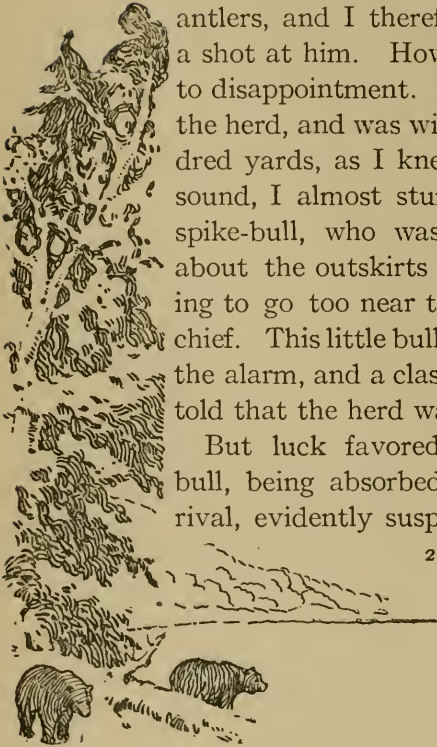 antlers, and I theref
a shot at him. How
to disappointment.
the herd, and was wi
dred yards, as I kne
sound, I almost stu
spike-bull, who was
about the outskirts
ing to go too near t
chief. This little bull
the alarm, and a clas
told that the herd wa
But luck favored
bull, being absorbed
rival, evidently susp
2